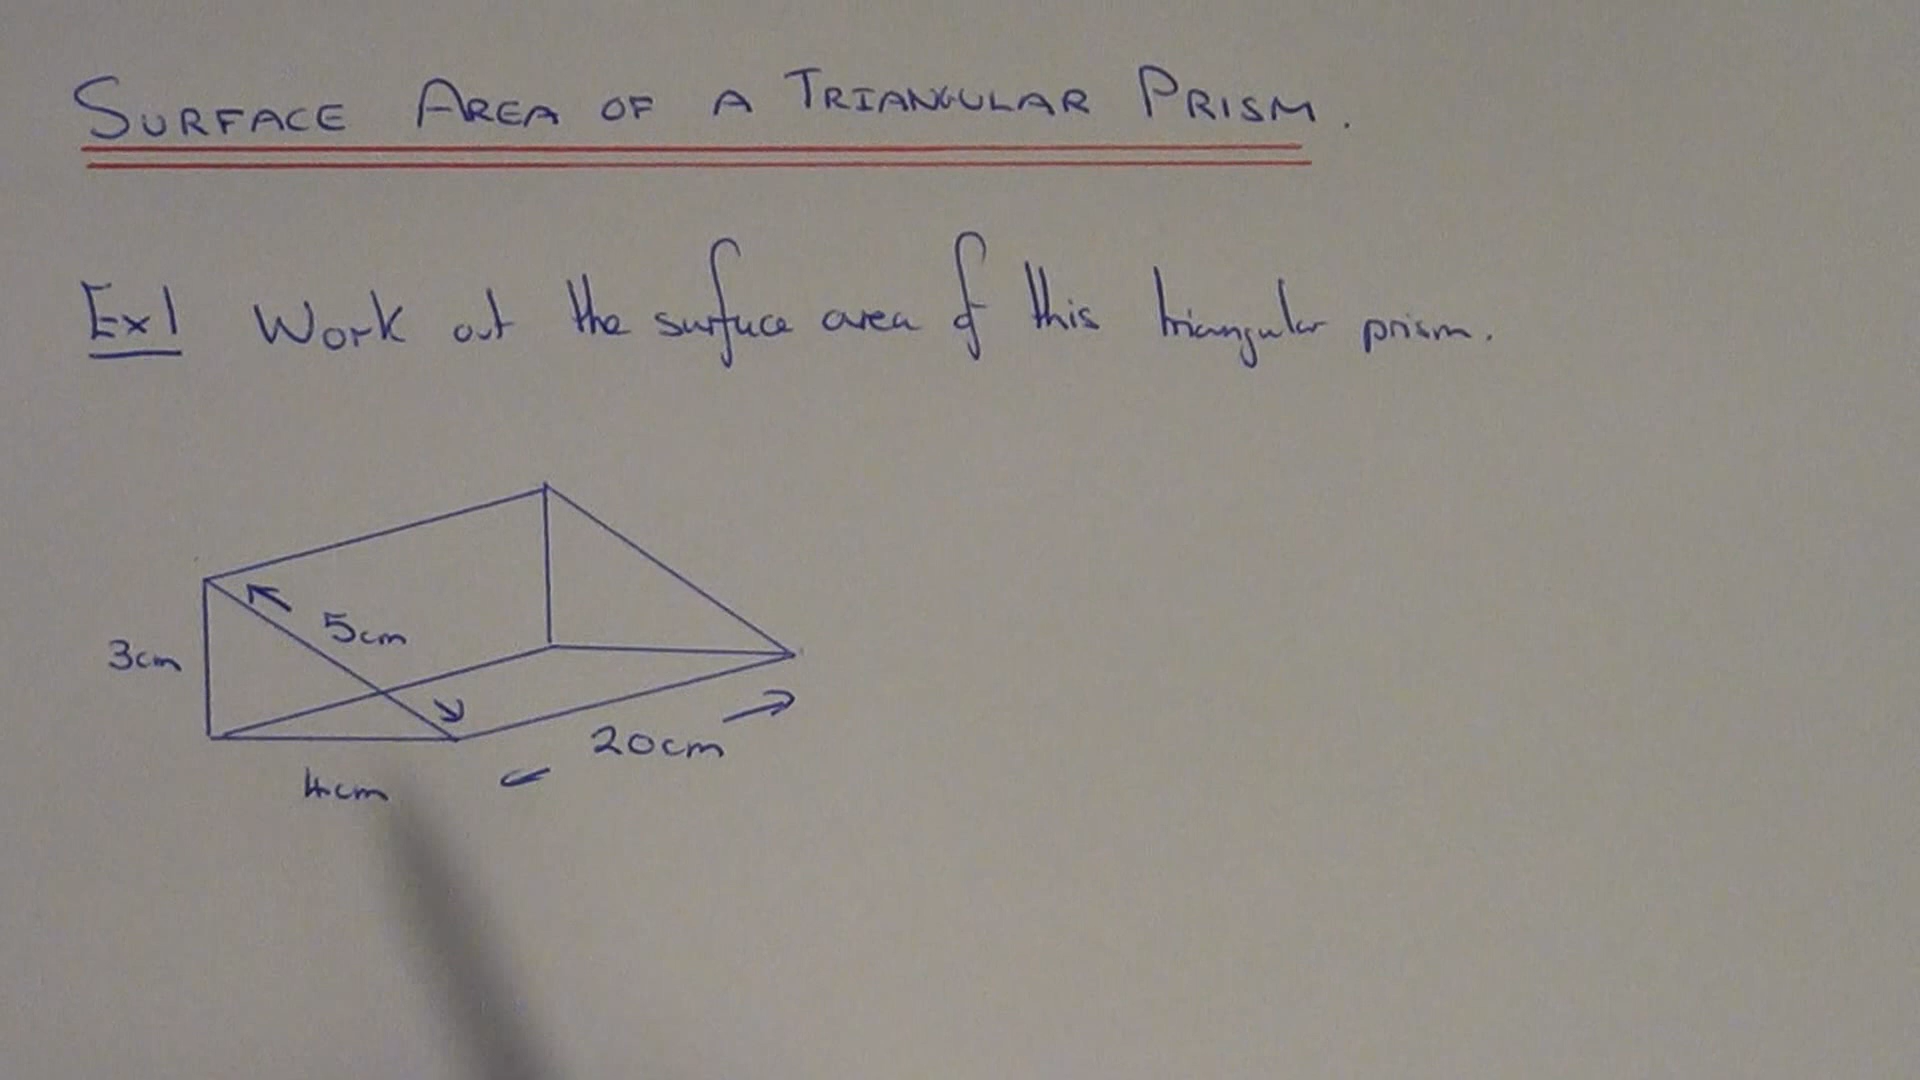 SURFACE AREA OF A TRIANGULAR PRISM.
Ex1 Work out the surface area of this triangular prism.
5cm
3cm
20cm
4cm